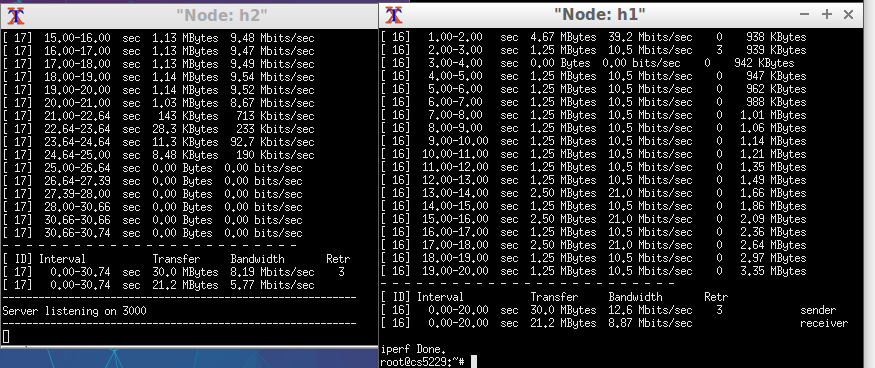 "Node: h2"
[ 17]  15.00-16.00  sec  1.13 MBytes  9.48 Mbits/sec
[ 17]  16.00-17.00  sec  1.13 MBytes  9.46 Mbits/sec
[ 17]  17.00-18.00  sec  1.13 MBytes  9.49 Mbits/sec
[ 17]  18.00-19.00  sec  1.14 MBytes  9.54 Mbits/sec
[ 17]  19.00-20.00  sec  1.14 MBytes  9.52 Mbits/sec
[ 17]  20.00-21.00  sec  1.03 MBytes  8.67 Mbits/sec
[ 17]  21.00-22.64  sec   143 KBytes   713 Kbits/sec
[ 17]  22.64-23.64  sec  28.3 KBytes   233 Kbits/sec
[ 17]  23.64-24.64  sec  11.3 KBytes  92.7 Kbits/sec
[ 17]  24.64-25.00  sec  8.48 KBytes   190 Kbits/sec
[ 17]  25.00-26.64  sec  0.00 Bytes  0.00 bits/sec
[ 17]  26.64-27.39  sec  0.00 Bytes  0.00 bits/sec
[ 17]  27.39-28.00  sec  0.00 Bytes  0.00 bits/sec
[ 17]  28.00-30.66  sec  0.00 Bytes  0.00 bits/sec
[ 17]  30.66-30.66  sec  0.00 Bytes  0.00 bits/sec
[ 17]  30.66-30.74  sec  0.00 Bytes  0.00 bits/sec
- - - - - - - - - - - - - - - - - - - - - - - - -
[ ID] Interval           Transfer     Bandwidth       Retr
[ 17]   0.00-30.74  sec  30.0 MBytes  8.19 Mbits/sec    3
[ 17]   0.00-30.74  sec  21.2 MBytes  5.77 Mbits/sec
-----------------------------------------------------------
Server listening on 3000
-----------------------------------------------------------
"Node: h1"
[ 16]   1.00-2.00   sec  4.67 MBytes  39.2 Mbits/sec    0    938 KBytes
[ 16]   2.00-3.00   sec  1.25 MBytes  10.5 Mbits/sec    3    939 KBytes
[ 16]   3.00-4.00   sec  0.00 Bytes  0.00 bits/sec    0    942 KBytes
[ 16]   4.00-5.00   sec  1.25 MBytes  10.5 Mbits/sec    0    947 KBytes
[ 16]   5.00-6.00   sec  1.25 MBytes  10.5 Mbits/sec    0    962 KBytes
[ 16]   6.00-7.00   sec  1.25 MBytes  10.5 Mbits/sec    0    988 KBytes
[ 16]   7.00-8.00   sec  1.25 MBytes  10.5 Mbits/sec    0   1.01 MBytes
[ 16]   8.00-9.00   sec  1.25 MBytes  10.5 Mbits/sec    0   1.06 MBytes
[ 16]   9.00-10.00  sec  1.25 MBytes  10.5 Mbits/sec    0   1.14 MBytes
[ 16]  10.00-11.00  sec  1.25 MBytes  10.5 Mbits/sec    0   1.21 MBytes
[ 16]  11.00-12.00  sec  1.25 MBytes  10.5 Mbits/sec    0   1.35 MBytes
[ 16]  12.00-13.00  sec  1.25 MBytes  10.5 Mbits/sec    0   1.49 MBytes
[ 16]  13.00-14.00  sec  2.50 MBytes  21.0 Mbits/sec    0   1.66 MBytes
[ 16]  14.00-15.00  sec  1.25 MBytes  10.5 Mbits/sec    0   1.86 MBytes
[ 16]  15.00-16.00  sec  2.50 MBytes  21.0 Mbits/sec    0   2.09 MBytes
[ 16]  16.00-17.00  sec  1.25 MBytes  10.5 Mbits/sec    0   2.36 MBytes
[ 16]  17.00-18.00  sec  2.50 MBytes  21.0 Mbits/sec    0   2.64 MBytes
[ 16]  18.00-19.00  sec  1.25 MBytes  10.5 Mbits/sec    0   2.97 MBytes
[ 16]  19.00-20.00  sec  1.25 MBytes  10.5 Mbits/sec    0   3.35 MBytes
- - - - - - - - - - - - - - - - - - - - - - - - -
[ ID] Interval           Transfer     Bandwidth       Retr
[ 16]   0.00-20.00  sec  30.0 MBytes  12.6 Mbits/sec    3             sender
[ 16]   0.00-20.00  sec  21.2 MBytes  8.87 Mbits/sec                  receiver
iperf Done.
root@cs5229:~#